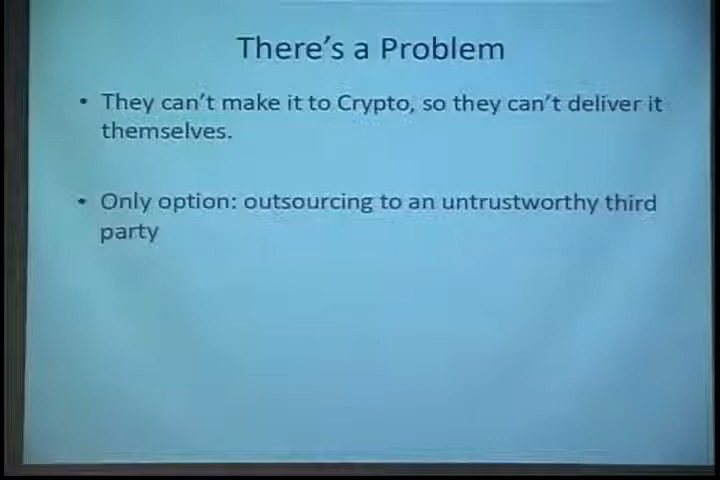 There's a Problem
• They can't make it to Crypto, so they can't deliver it
themselves.
• Only option: outsourcing to an untrustworthy third
party